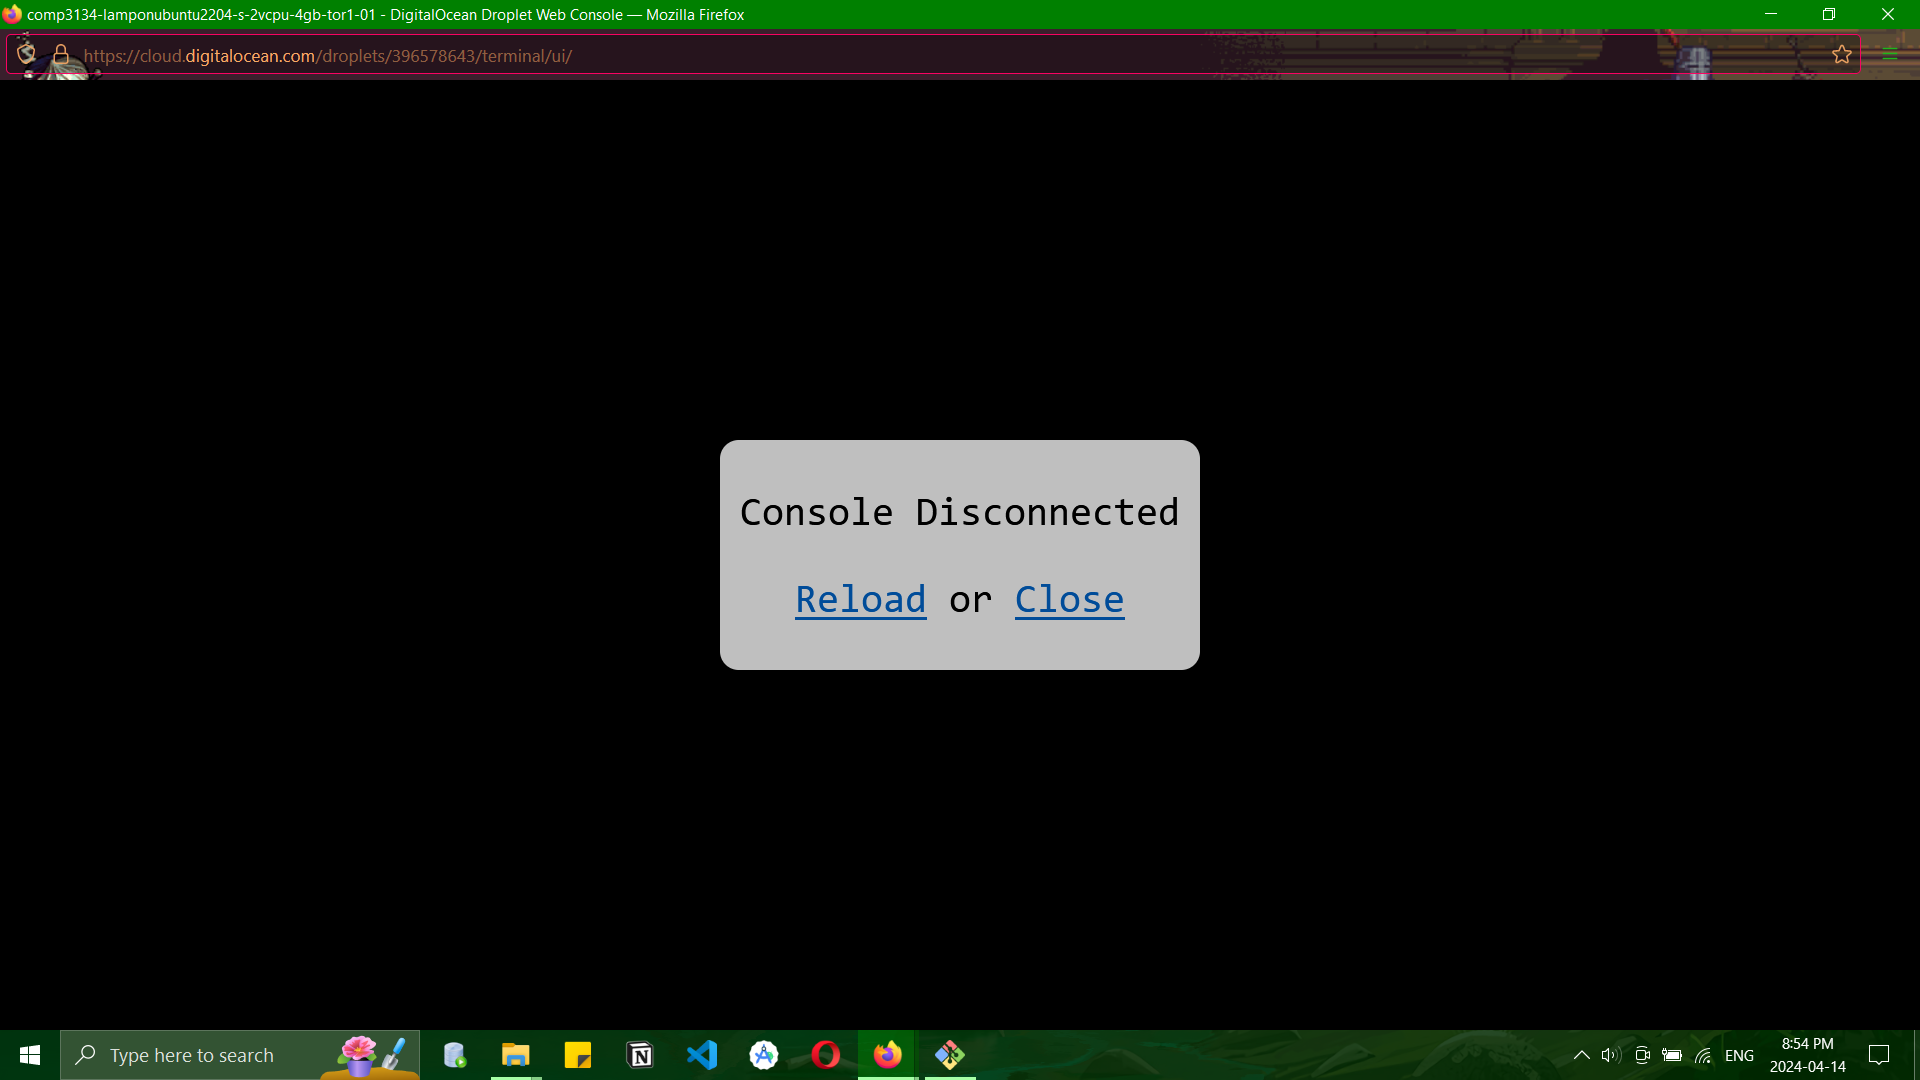 comp3134-lamponubuntu2204-s-2vcpu-4gb-tor1-01 - DigitalOcean Droplet Web Console — Mozilla Firefox
https://cloud.digitalocean.com/droplets/396578643/terminal/ui/
Console Disconnected
Reload or Close
Type here to search
ENG
8:54 PM
2024-04-14